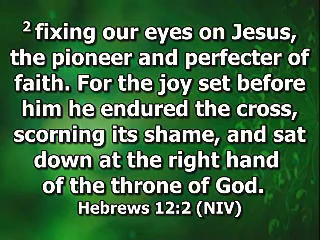 2 fixing our eyes on Jesus,
the pioneer and perfecter of
faith. For the joy set before
him he endured the cross,
scorning its shame, and sat
down at the right hand
of the throne of God.
Hebrews 12:2 (NIV)